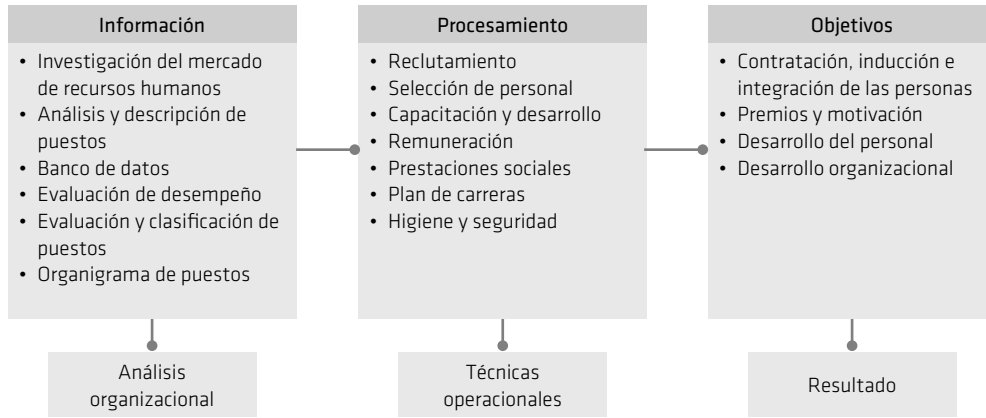 Información
• Investigación del mercado
de recursos humanos
• Análisis y descripción de
puestos
• Banco de datos
• Evaluación de desempeño
• Evaluación y clasificación de
puestos
• Organigrama de puestos
Análisis
organizacional
Procesamiento
• Reclutamiento
• Selección de personal
• Capacitación y desarrollo
• Remuneración
• Prestaciones sociales
• Plan de carreras
• Higiene y seguridad
Técnicas
operacionales
Objetivos
• Contratación, inducción e
integración de las personas
• Premios y motivación
• Desarrollo del personal
• Desarrollo organizacional
Resultado